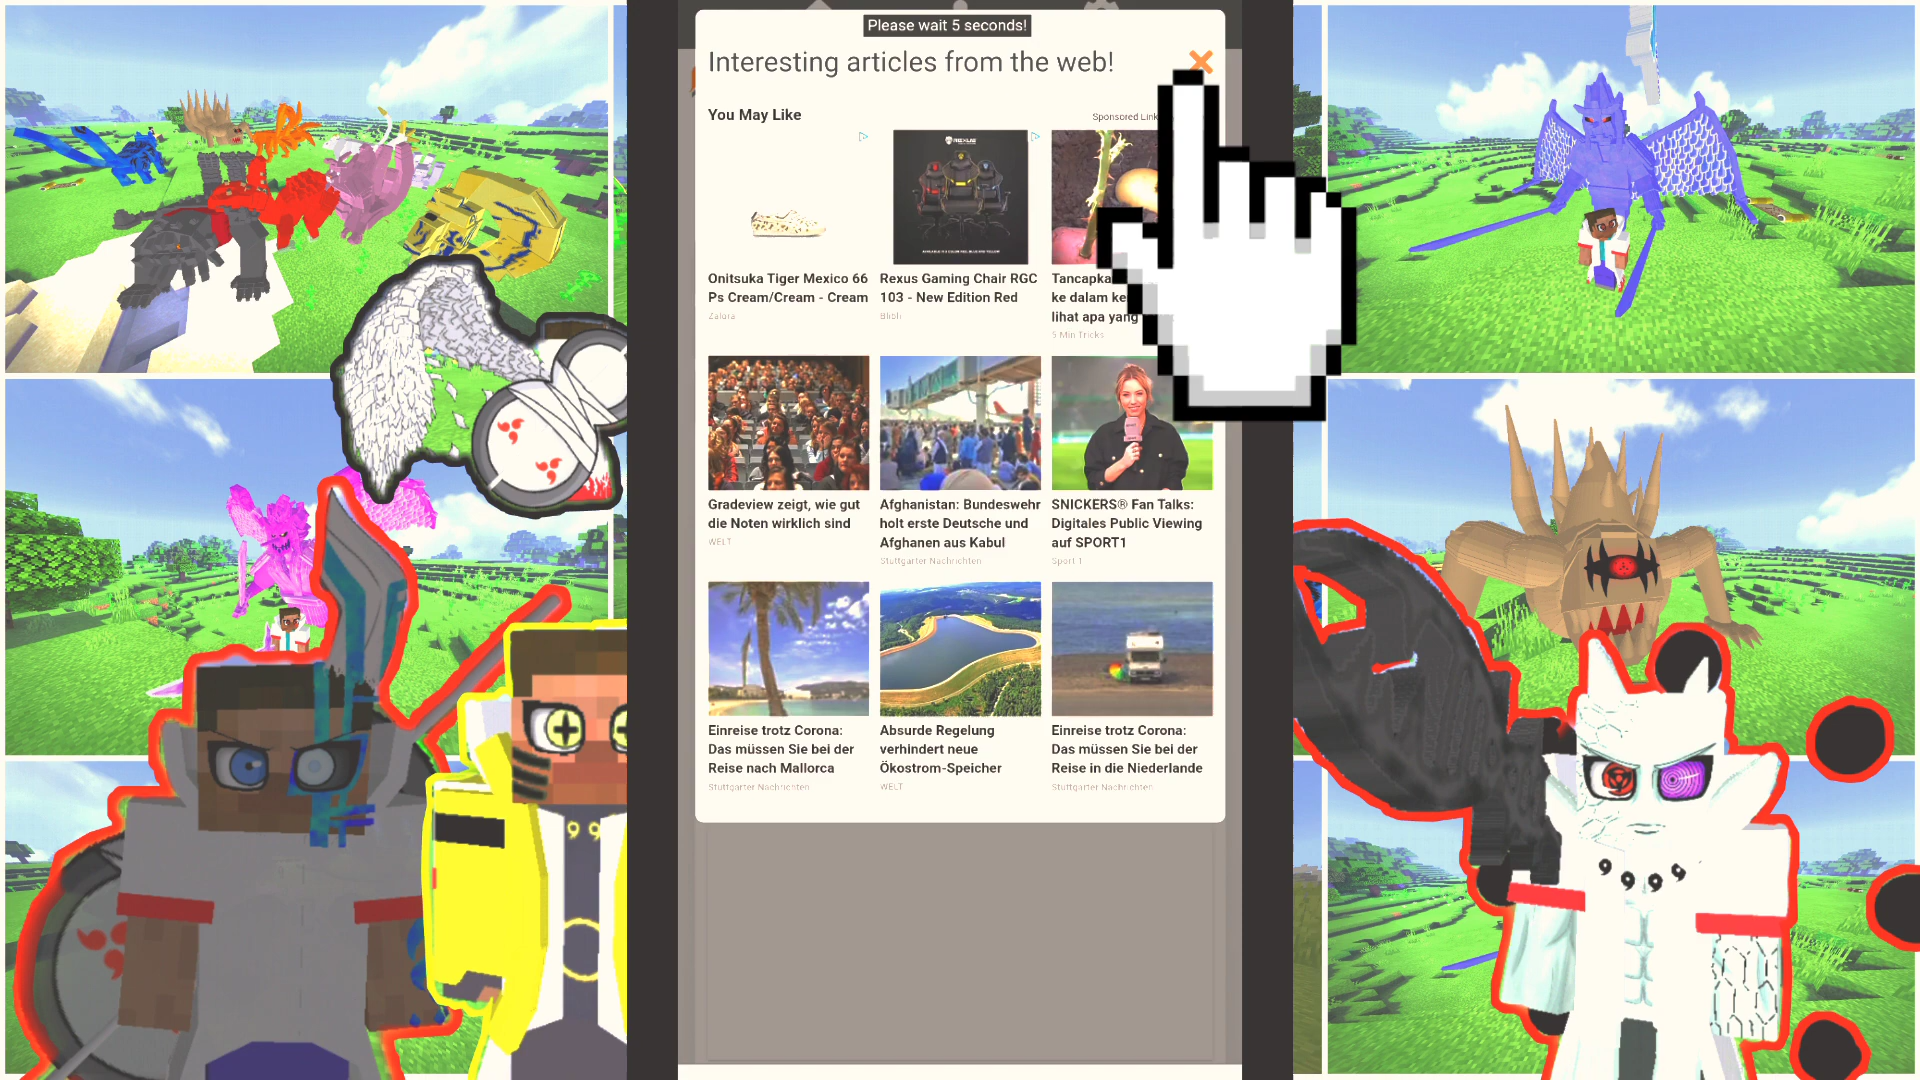 Please wait 5 seconds!
Interesting articles from the web!
You May Like
Sponsored Link
REXUS
Onitsuka Tiger Mexico 66
Ps Cream/Cream - Cream
Zalora
Rexus Gaming Chair RGC
103 - New Edition Red
Blibli
Tancapka
ke dalam ke
lihat apa yang
5 Min Tricks
Gradeview zeigt, wie gut
die Noten wirklich sind
WELT
Afghanistan: Bundeswehr
holt erste Deutsche und
Afghanen aus Kabul
Stuttgarter Nachrichten
SNICKERS® Fan Talks:
Digitales Public Viewing
auf SPORT1
Sport 1
Einreise trotz Corona:
Das müssen Sie bei der
Reise nach Mallorca
Stuttgarter Nachrichten
Absurde Regelung
verhindert neue
Ökostrom-Speicher
WELT
Einreise trotz Corona:
Das müssen Sie bei der
Reise in die Niederlande
Stuttgarter Nachrichten